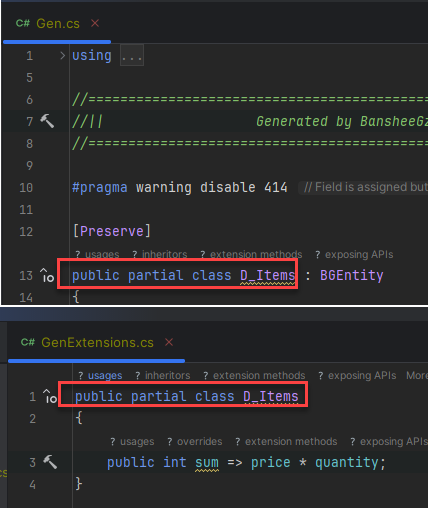 C# Gen.cs ×
1 > using ...
5
6 //==========================================
7 //|| Generated by BansheeGz
8 //==========================================
9
10 #pragma warning disable 414 // Field is assigned but
11
12 [Preserve]
? usages ? inheritors ? extension methods ? exposing APIs
13 public partial class D_Items : BGEntity
14 {
C# GenExtensions.cs ×
? usages ? inheritors ? extension methods ? exposing APIs More
1 public partial class D_Items
2 {
? usages ? overrides ? extension methods ? exposing APIs
3 public int sum => price * quantity;
4 }